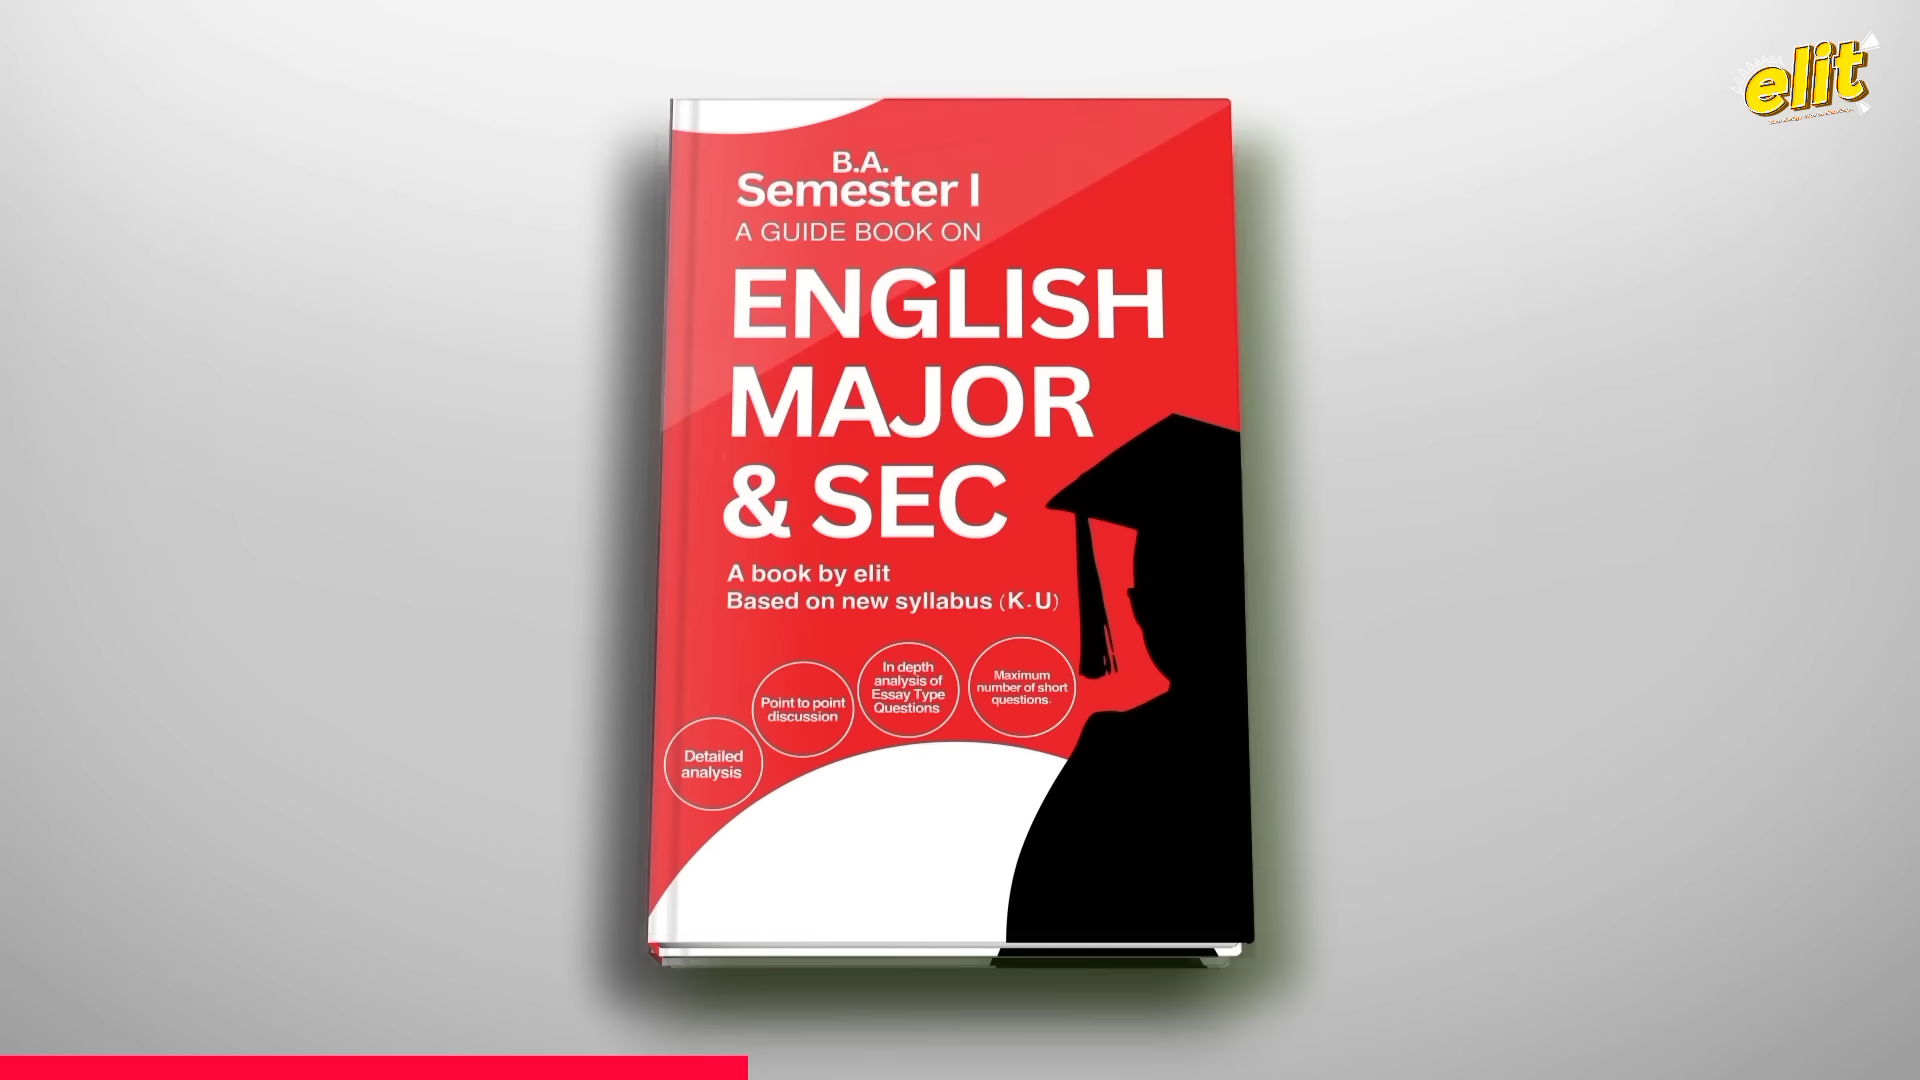 elit
B.A.
Semester I
A GUIDE BOOK ON
ENGLISH
MAJOR
& SEC
A book by elit
Based on new syllabus (K.U)
In depth
analysis of
Essay Type
Questions
Maximum
number of short
questions.
Point to point
discussion
Detailed
analysis